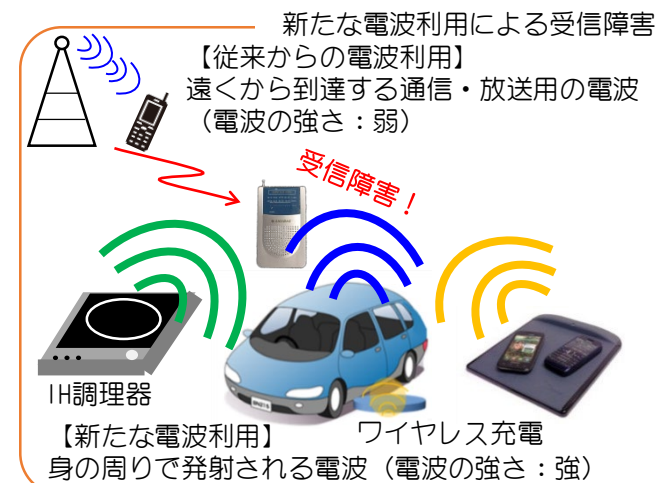 新たな電波利用による受信障害
【従来からの電波利用】
遠くから到達する通信・放送用の電波
（電波の強さ：弱）
受信障害！
IH調理器
ワイヤレス充電
【新たな電波利用】
身の周りで発射される電波（電波の強さ：強）